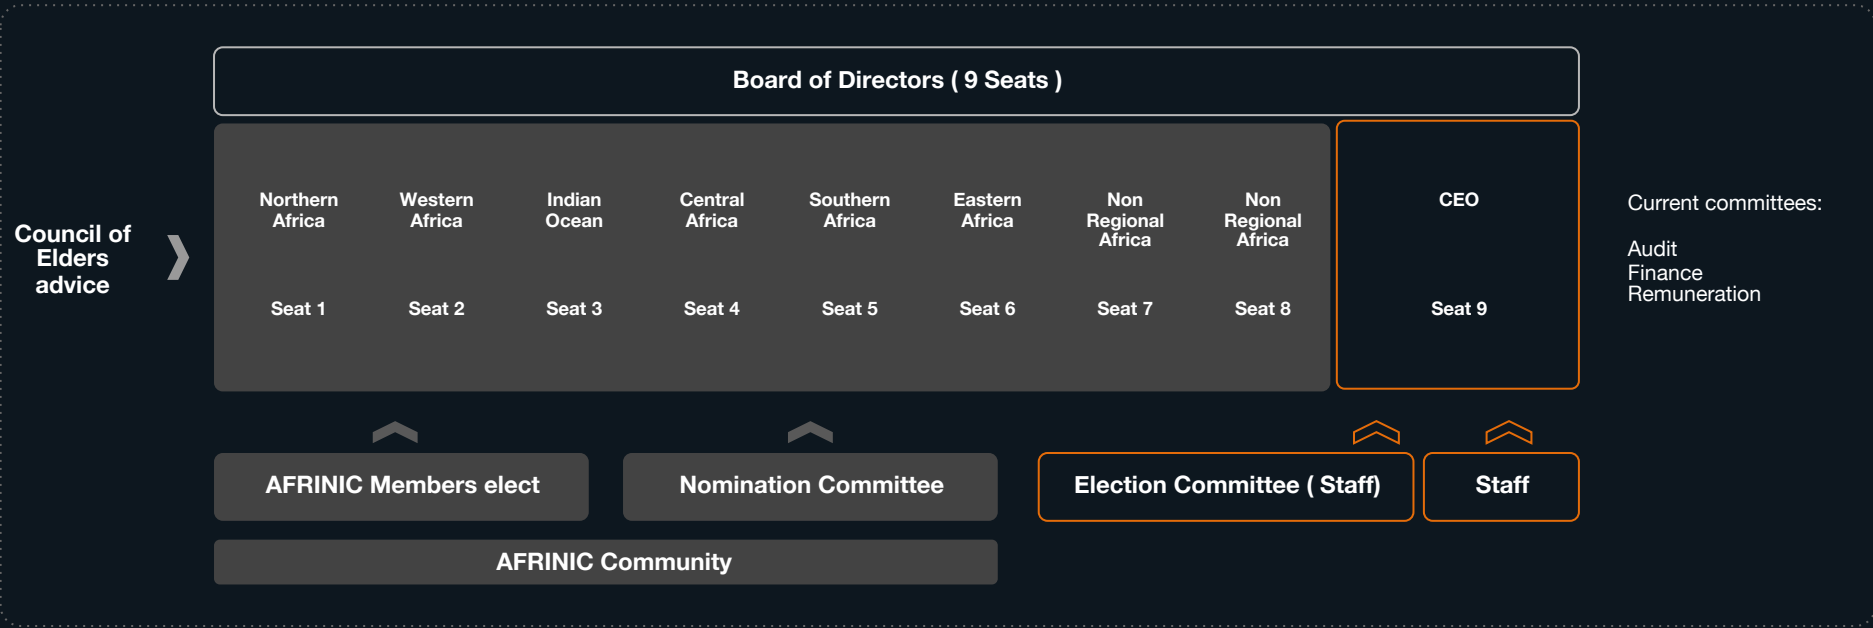 Board of Directors ( 9 Seats )
Council of
Elders
advice
Northern
Africa
Seat 1
Western
Africa
Seat 2
Indian
Ocean
Seat 3
Central
Africa
Seat 4
Southern
Africa
Seat 5
Eastern
Africa
Seat 6
Non
Regional
Africa
Seat 7
Non
Regional
Africa
Seat 8
CEO
Seat 9
Current committees:
Audit
Finance
Remuneration
AFRINIC Members elect
Nomination Committee
Election Committee ( Staff)
Staff
AFRINIC Community